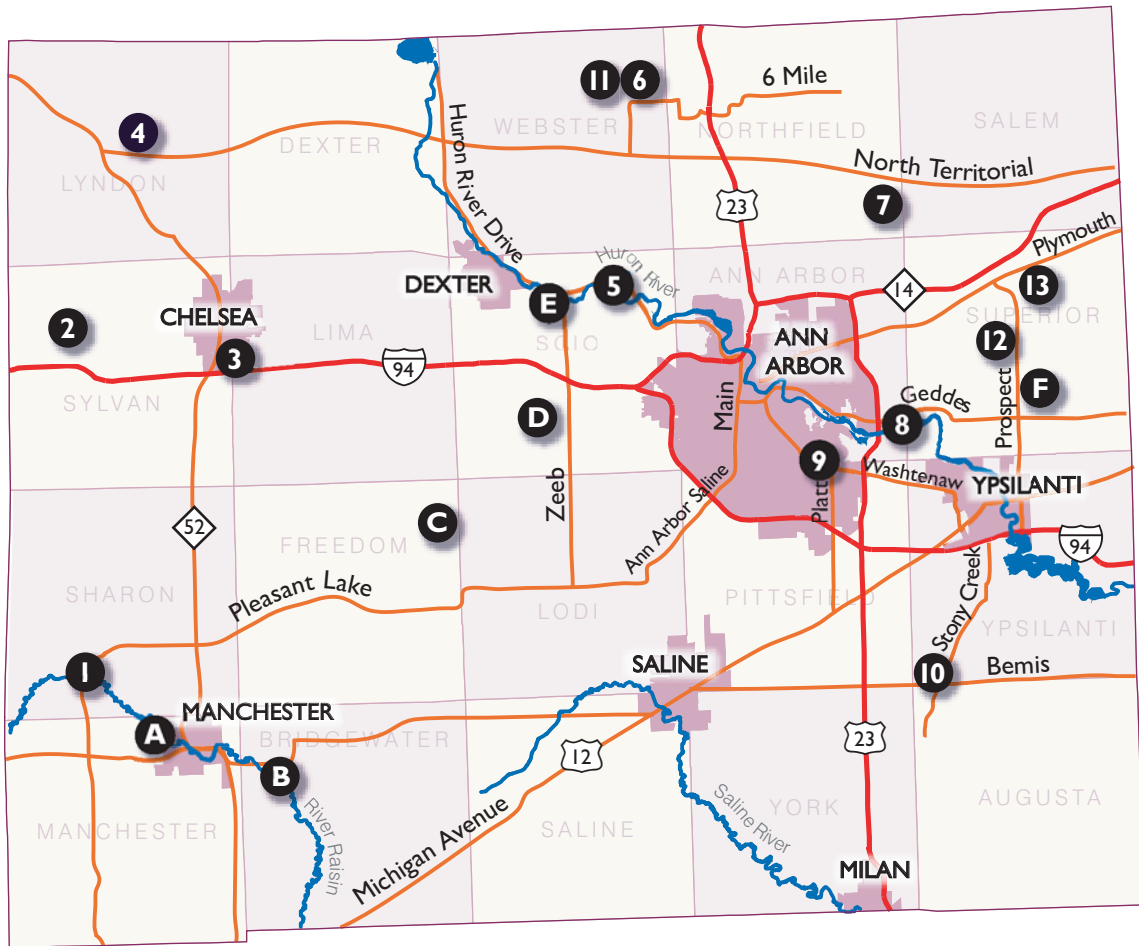 11
6
6 Mile
4
WEBSTER
NORTHFIELD
SALEM
DEXTER
LYNDON
Huron River Drive
North Territorial
23
7
Plymouth
DEXTER
Huron River
5
E
ANN ARBOR
14
13
SUPERIOR
CHELSEA
2
LIMA
SCIO
ANN
ARBOR
12
3
94
SYLVAN
D
Main
Geddes
Prospect
F
8
9
Washtenaw
YPSILANTI
Zeeb
Platt
Ann Arbor Saline
52
C
FREEDOM
94
SHARON
Pleasant Lake
LODI
PITTSFIELD
Stony Creek
YPSILANTI
1
SALINE
10
Bemis
MANCHESTER
A
BRIDGEWATER
B
12
23
River Raisin
Michigan Avenue
MANCHESTER
SALINE
Saline River
YORK
AUGUSTA
MILAN